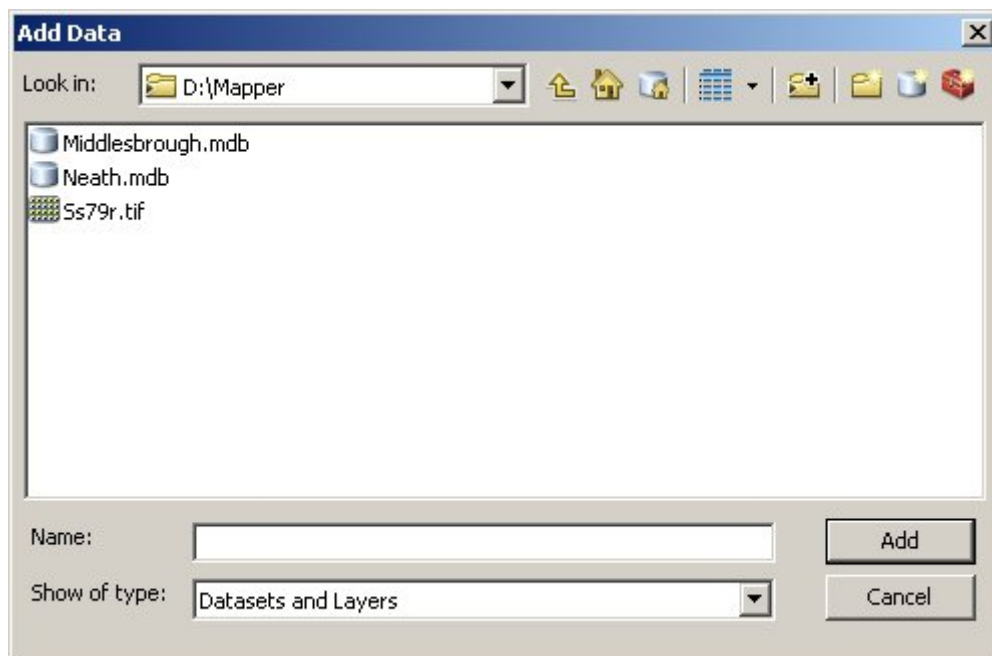 Add Data
Look in: D:\Mapper
Middlesbrough.mdb
Neath.mdb
Ss79r.tif
Name:
Add
Show of type: Datasets and Layers
Cancel